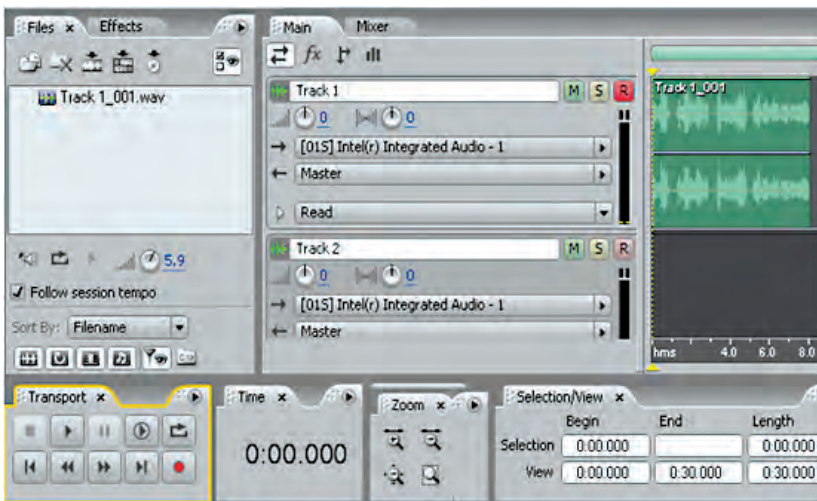 Files
Effects
Main
Mixer
fx
Track 1_001.wav
Track 1
M S R
Track 1_001
0 0
[01S] Intel(r) Integrated Audio - 1
Master
Read
5.9
Follow session tempo
Sort By: Filename
Track 2
M S R
0 0
[01S] Intel(r) Integrated Audio - 1
Master
hms 4.0 6.0 8.0
Transport
Time
0:00.000
Zoom
Selection/View
Begin End Length
Selection 0:00.000 0:00.000
View 0:00.000 0:30.000 0:30.000